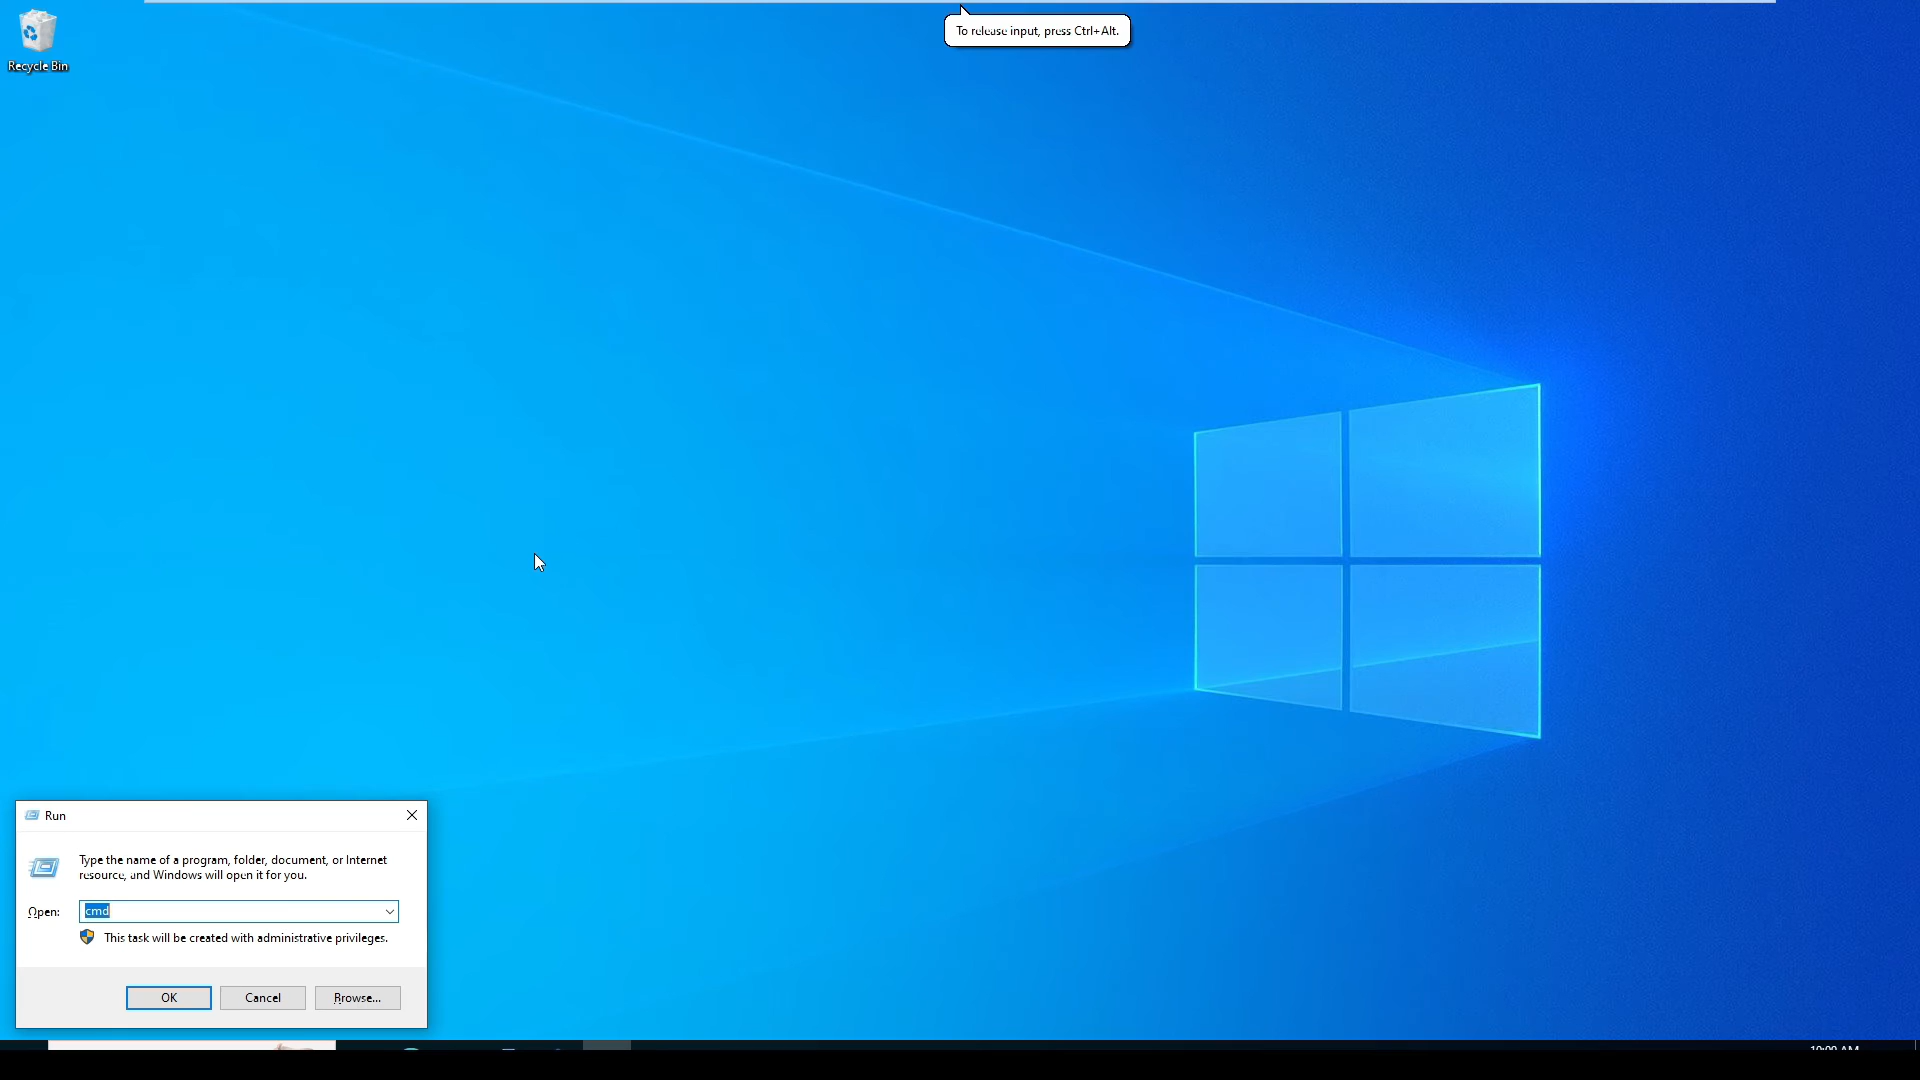 To release input, press Ctrl+Alt.
Recycle Bin
Run
Type the name of a program, folder, document, or Internet
resource, and Windows will open it for you.
Open:
cmd
This task will be created with administrative privileges.
OK
Cancel
Browse...